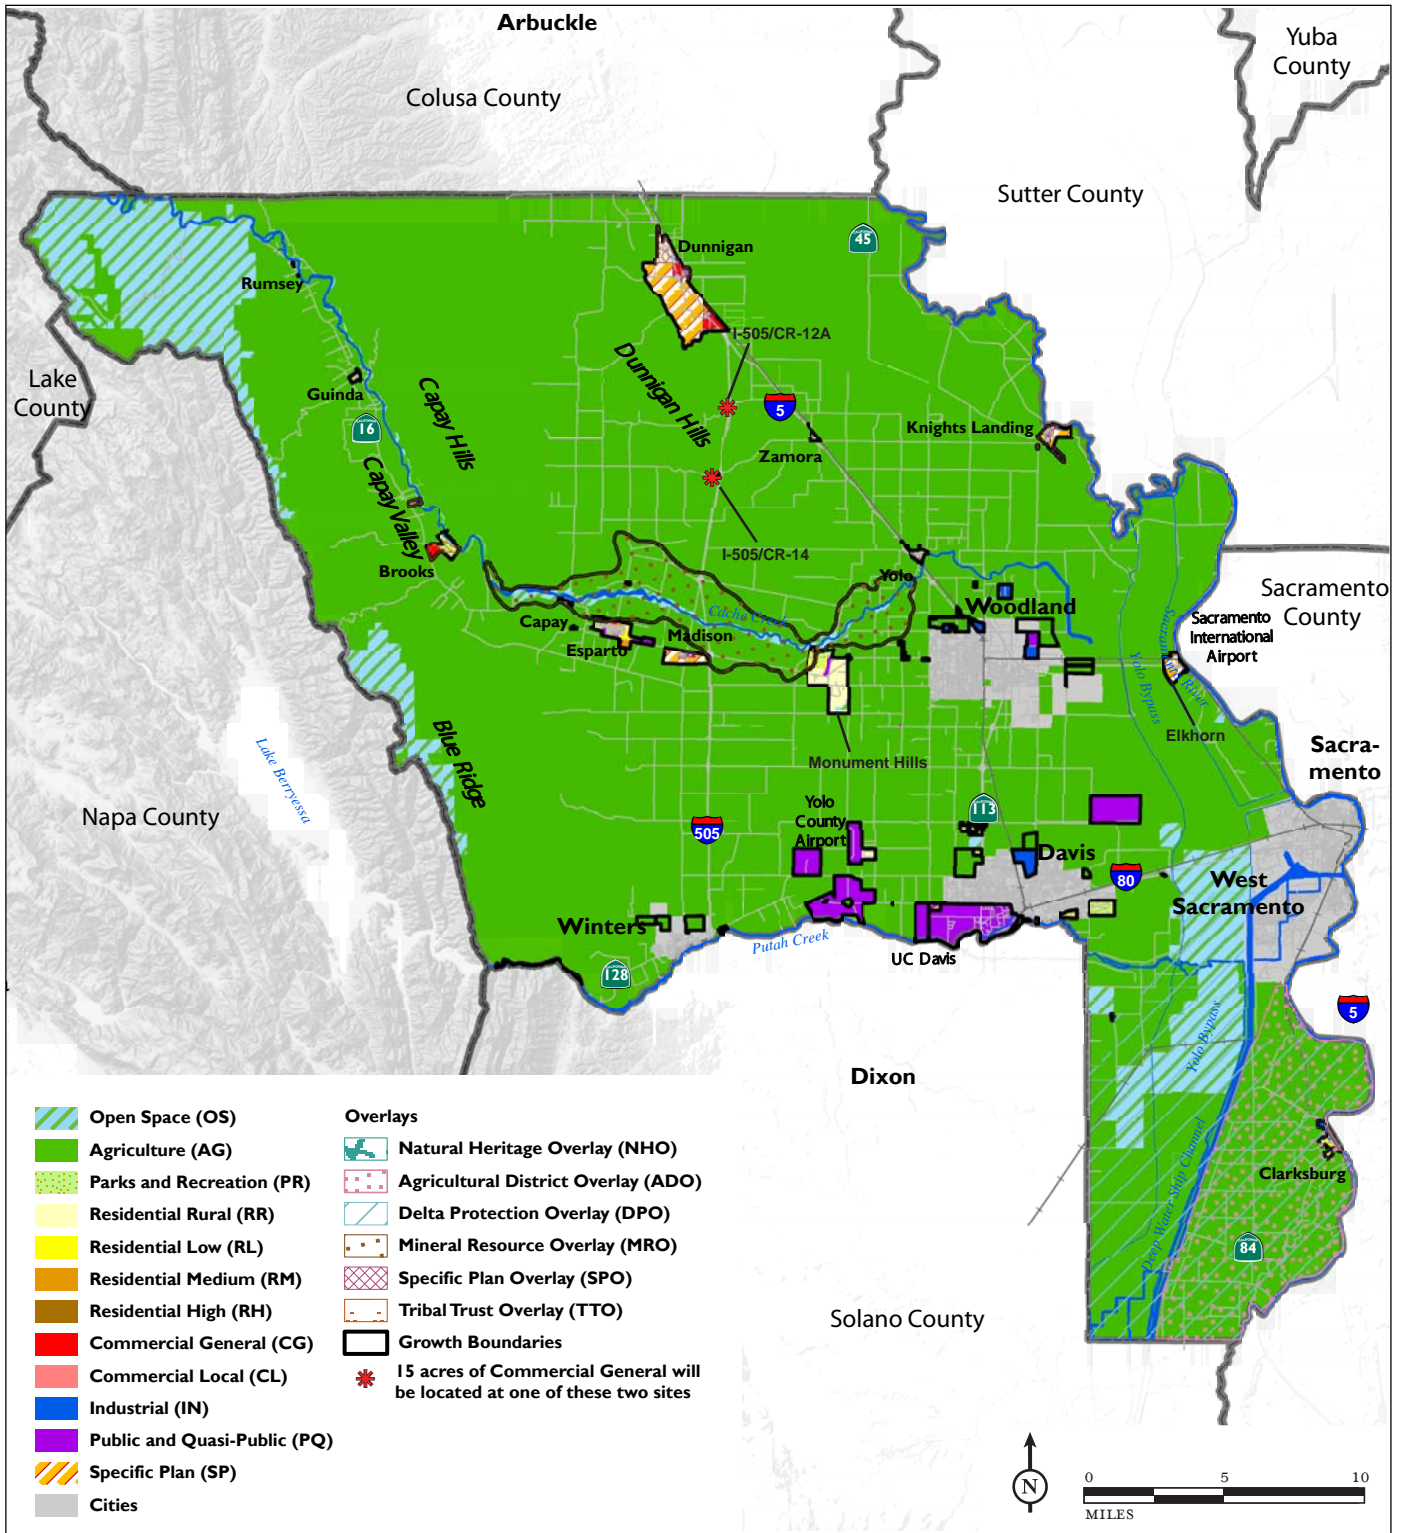 Arbuckle
Yuba
County
Colusa County
Sutter County
CALIFORNIA
45
Dunnigan
Rumsey
I-505/CR-12A
Lake
County
Dunnigan Hills
Guinda
Capay Hills
5
CALIFORNIA
16
Knights Landing
Zamora
Capay Valley
I-505/CR-14
Brooks
Yolo
Sacramento
County
Woodland
Cache Creek
Capay
Madison
Esparto
Sacramento
International
Airport
Sacramento River
Yolo Bypass
Elkhorn
Blue Ridge
Lake Berryessa
Monument Hills
Sacra-
mento
Napa County
Yolo
County
Airport
CALIFORNIA
113
505
Davis
80
West
Sacramento
Winters
Putah Creek
UC Davis
CALIFORNIA
128
5
Yolo Bypass
Dixon
Deep Water Ship Channel
Clarksburg
CALIFORNIA
84
Solano County
Open Space (OS)
Agriculture (AG)
Parks and Recreation (PR)
Residential Rural (RR)
Residential Low (RL)
Residential Medium (RM)
Residential High (RH)
Commercial General (CG)
Commercial Local (CL)
Industrial (IN)
Public and Quasi-Public (PQ)
Specific Plan (SP)
Cities
Overlays
Natural Heritage Overlay (NHO)
Agricultural District Overlay (ADO)
Delta Protection Overlay (DPO)
Mineral Resource Overlay (MRO)
Specific Plan Overlay (SPO)
Tribal Trust Overlay (TTO)
Growth Boundaries
15 acres of Commercial General will
be located at one of these two sites
N
0 5 10
MILES